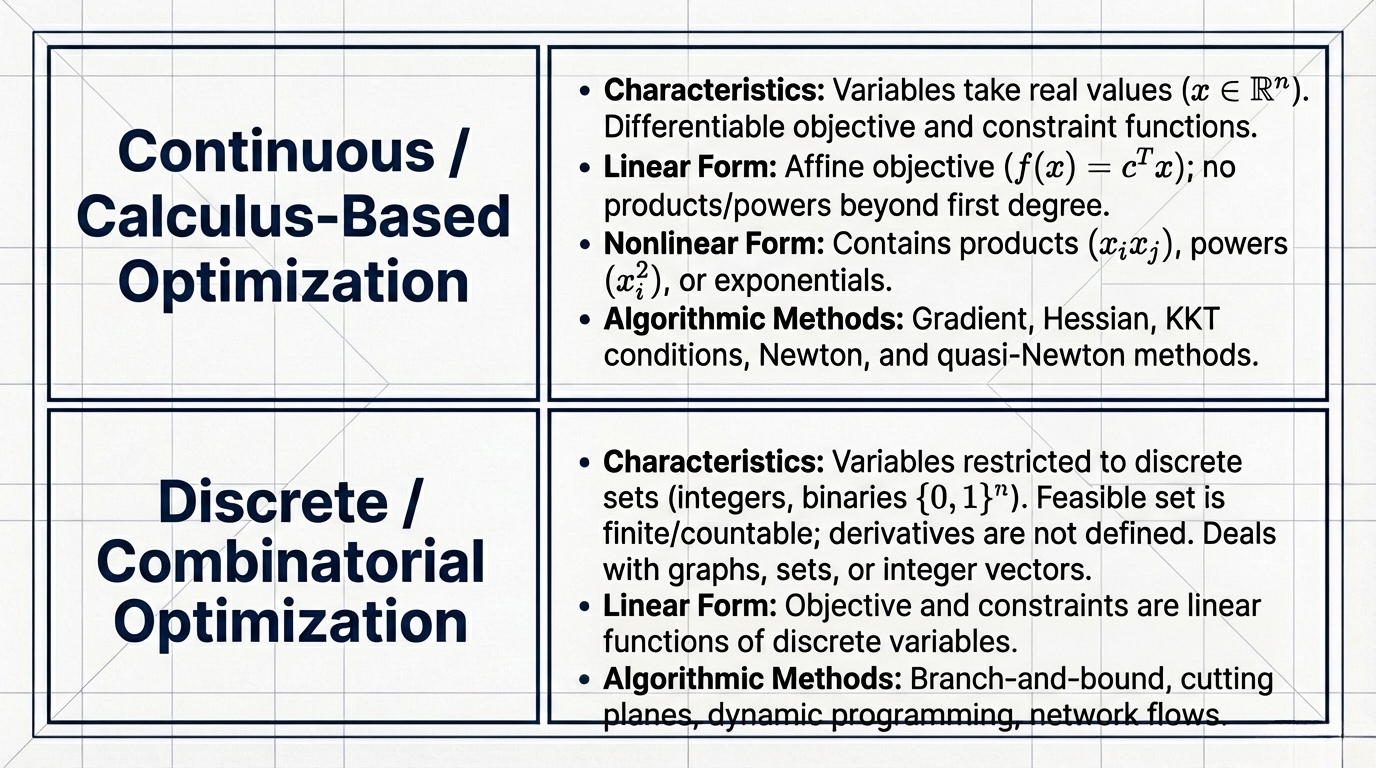 Continuous /
Calculus-Based
Optimization
• Characteristics: Variables take real values (x ∈ ℝⁿ).
Differentiable objective and constraint functions.
• Linear Form: Affine objective (f(x) = cᵀx); no
products/powers beyond first degree.
• Nonlinear Form: Contains products (xᵢxⱼ), powers
(xᵢ²), or exponentials.
• Algorithmic Methods: Gradient, Hessian, KKT
conditions, Newton, and quasi-Newton methods.
Discrete /
Combinatorial
Optimization
• Characteristics: Variables restricted to discrete
sets (integers, binaries {0, 1}ⁿ). Feasible set is
finite/countable; derivatives are not defined. Deals
with graphs, sets, or integer vectors.
• Linear Form: Objective and constraints are linear
functions of discrete variables.
• Algorithmic Methods: Branch-and-bound, cutting
planes, dynamic programming, network flows.